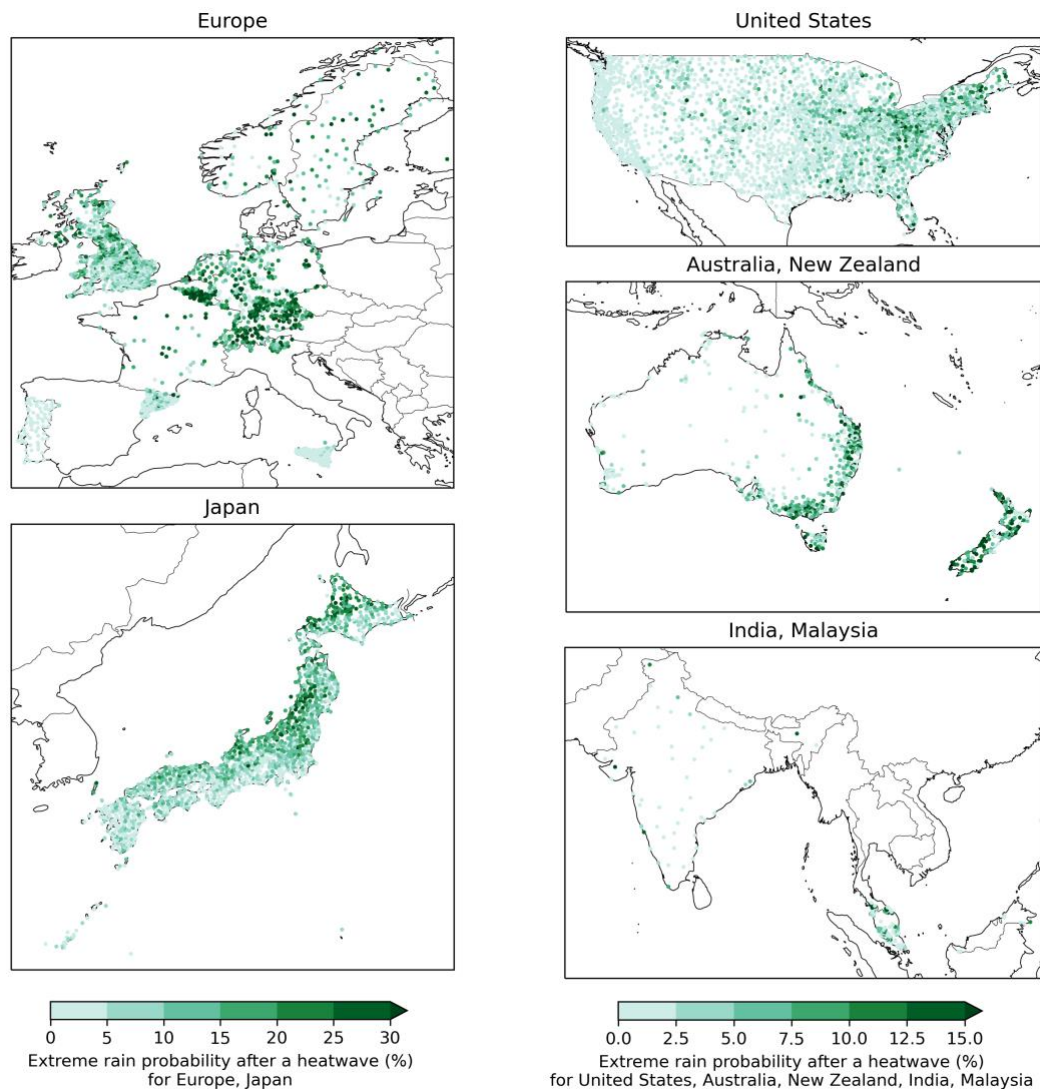 Europe
United States
Australia, New Zealand
Japan
India, Malaysia
0 5 10 15 20 25 30
Extreme rain probability after a heatwave (%)
for Europe, Japan
0.0 2.5 5.0 7.5 10.0 12.5 15.0
Extreme rain probability after a heatwave (%)
for United States, Australia, New Zealand, India, Malaysia